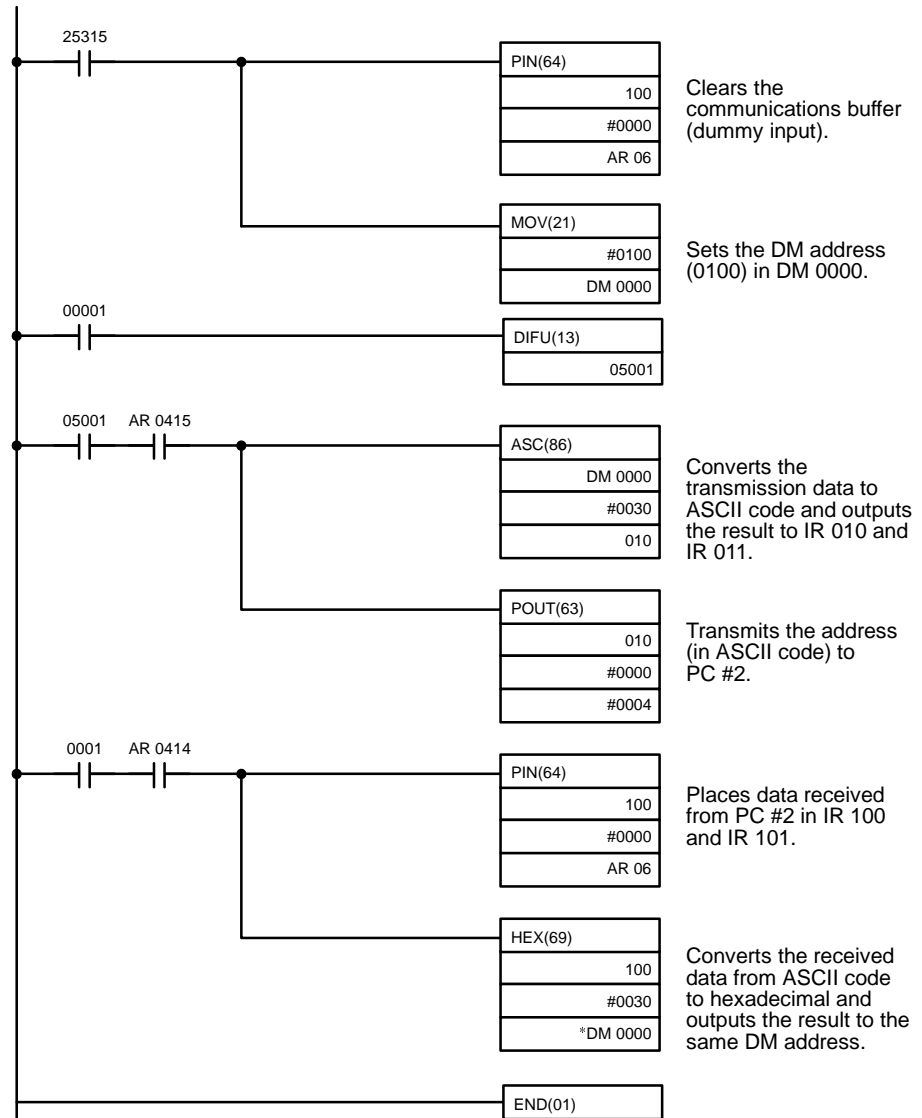 25315
PIN(64)
100
#0000
AR 06
Clears the
communications buffer
(dummy input).
MOV(21)
#0100
DM 0000
Sets the DM address
(0100) in DM 0000.
00001
DIFU(13)
05001
05001 AR 0415
ASC(86)
DM 0000
#0030
010
Converts the
transmission data to
ASCII code and outputs
the result to IR 010 and
IR 011.
POUT(63)
010
#0000
#0004
Transmits the address
(in ASCII code) to
PC #2.
0001 AR 0414
PIN(64)
100
#0000
AR 06
Places data received
from PC #2 in IR 100
and IR 101.
HEX(69)
100
#0030
*DM 0000
Converts the received
data from ASCII code
to hexadecimal and
outputs the result to the
same DM address.
END(01)